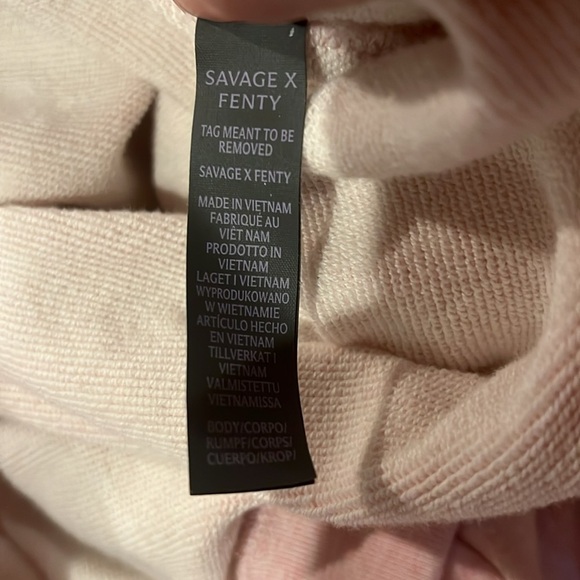 SAVAGE X
FENTY
TAG MEANT TO BE
REMOVED
SAVAGE X FENTY
MADE IN VIETNAM
FABRIQUÉ AU
VIÊT NAM
PRODOTTO IN
VIETNAM
LAGET I VIETNAM
WYPRODUKOWANO
W WIETNAMIE
ARTÍCULO HECHO
EN VIETNAM
TILLVERKAT I
VIETNAM
VALMISTETTU
VIETNAMISSA
BODY/CORPO/
RUMPF/CORPS/
CUERPO/KROP/